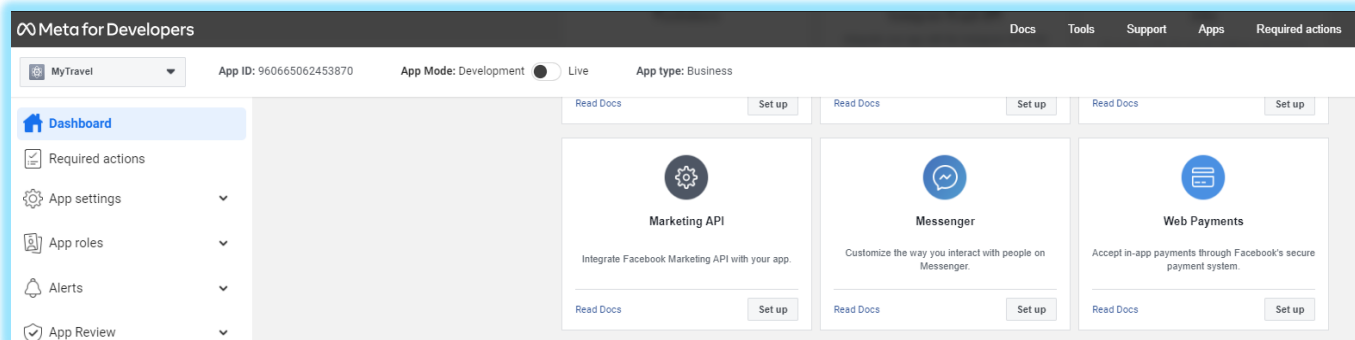 Meta for Developers
Docs Tools Support Apps Required actions
MyTravel
App ID: 960665062453870
App Mode: Development Live
App type: Business
Dashboard
Required actions
App settings
App roles
Alerts
App Review
Read Docs Set up
Read Docs Set up
Read Docs Set up
Marketing API
Integrate Facebook Marketing API with your app.
Read Docs Set up
Messenger
Customize the way you interact with people on
Messenger.
Read Docs Set up
Web Payments
Accept in-app payments through Facebook's secure
payment system.
Read Docs Set up